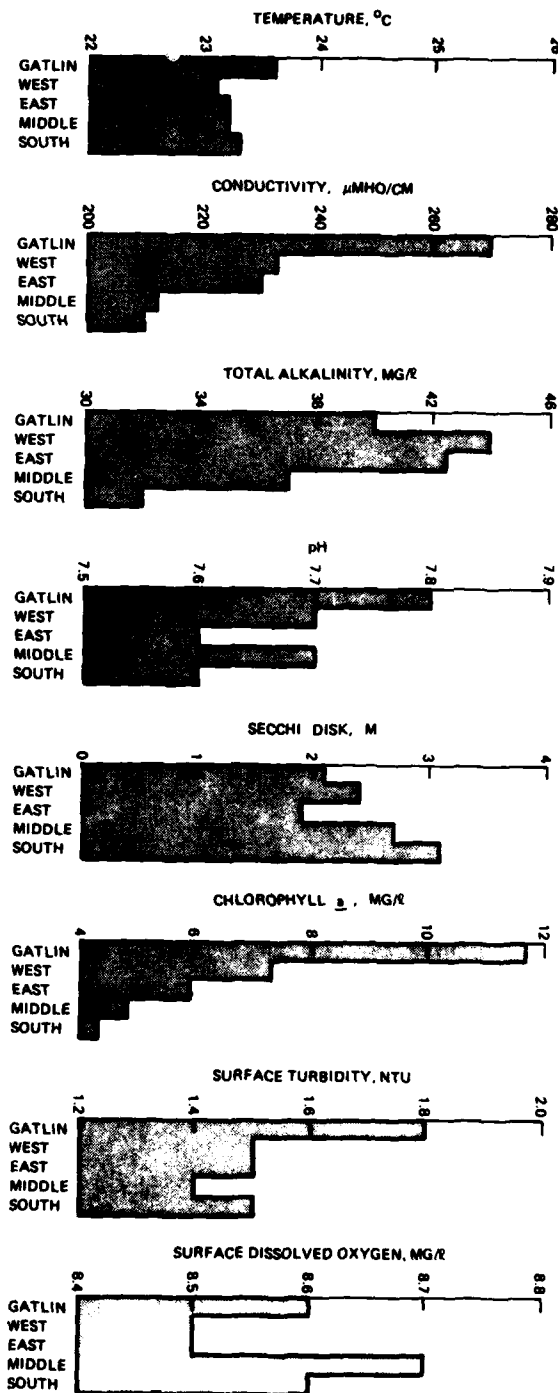 TEMPERATURE, °C
22 23 24 25 26
GATLIN
WEST
EAST
MIDDLE
SOUTH
CONDUCTIVITY, μMHO/CM
200 220 240 260 280
GATLIN
WEST
EAST
MIDDLE
SOUTH
TOTAL ALKALINITY, MG/ℓ
30 34 38 42 46
GATLIN
WEST
EAST
MIDDLE
SOUTH
pH
7.5 7.6 7.7 7.8 7.9
GATLIN
WEST
EAST
MIDDLE
SOUTH
SECCHI DISK, M
0 1 2 3 4
GATLIN
WEST
EAST
MIDDLE
SOUTH
CHLOROPHYLL a, MG/ℓ
4 6 8 10 12
GATLIN
WEST
EAST
MIDDLE
SOUTH
SURFACE TURBIDITY, NTU
1.2 1.4 1.6 1.8 2.0
GATLIN
WEST
EAST
MIDDLE
SOUTH
SURFACE DISSOLVED OXYGEN, MG/ℓ
8.4 8.5 8.6 8.7 8.8
GATLIN
WEST
EAST
MIDDLE
SOUTH